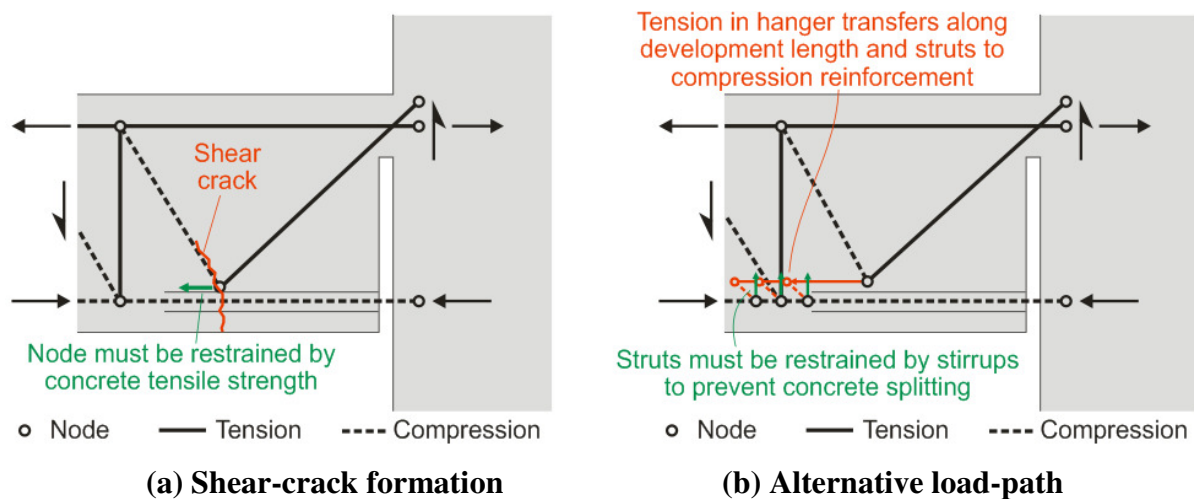 Shear
crack
Node must be restrained by
concrete tensile strength
Node Tension Compression
(a) Shear-crack formation
Tension in hanger transfers along
development length and struts to
compression reinforcement
Struts must be restrained by stirrups
to prevent concrete splitting
Node Tension Compression
(b) Alternative load-path